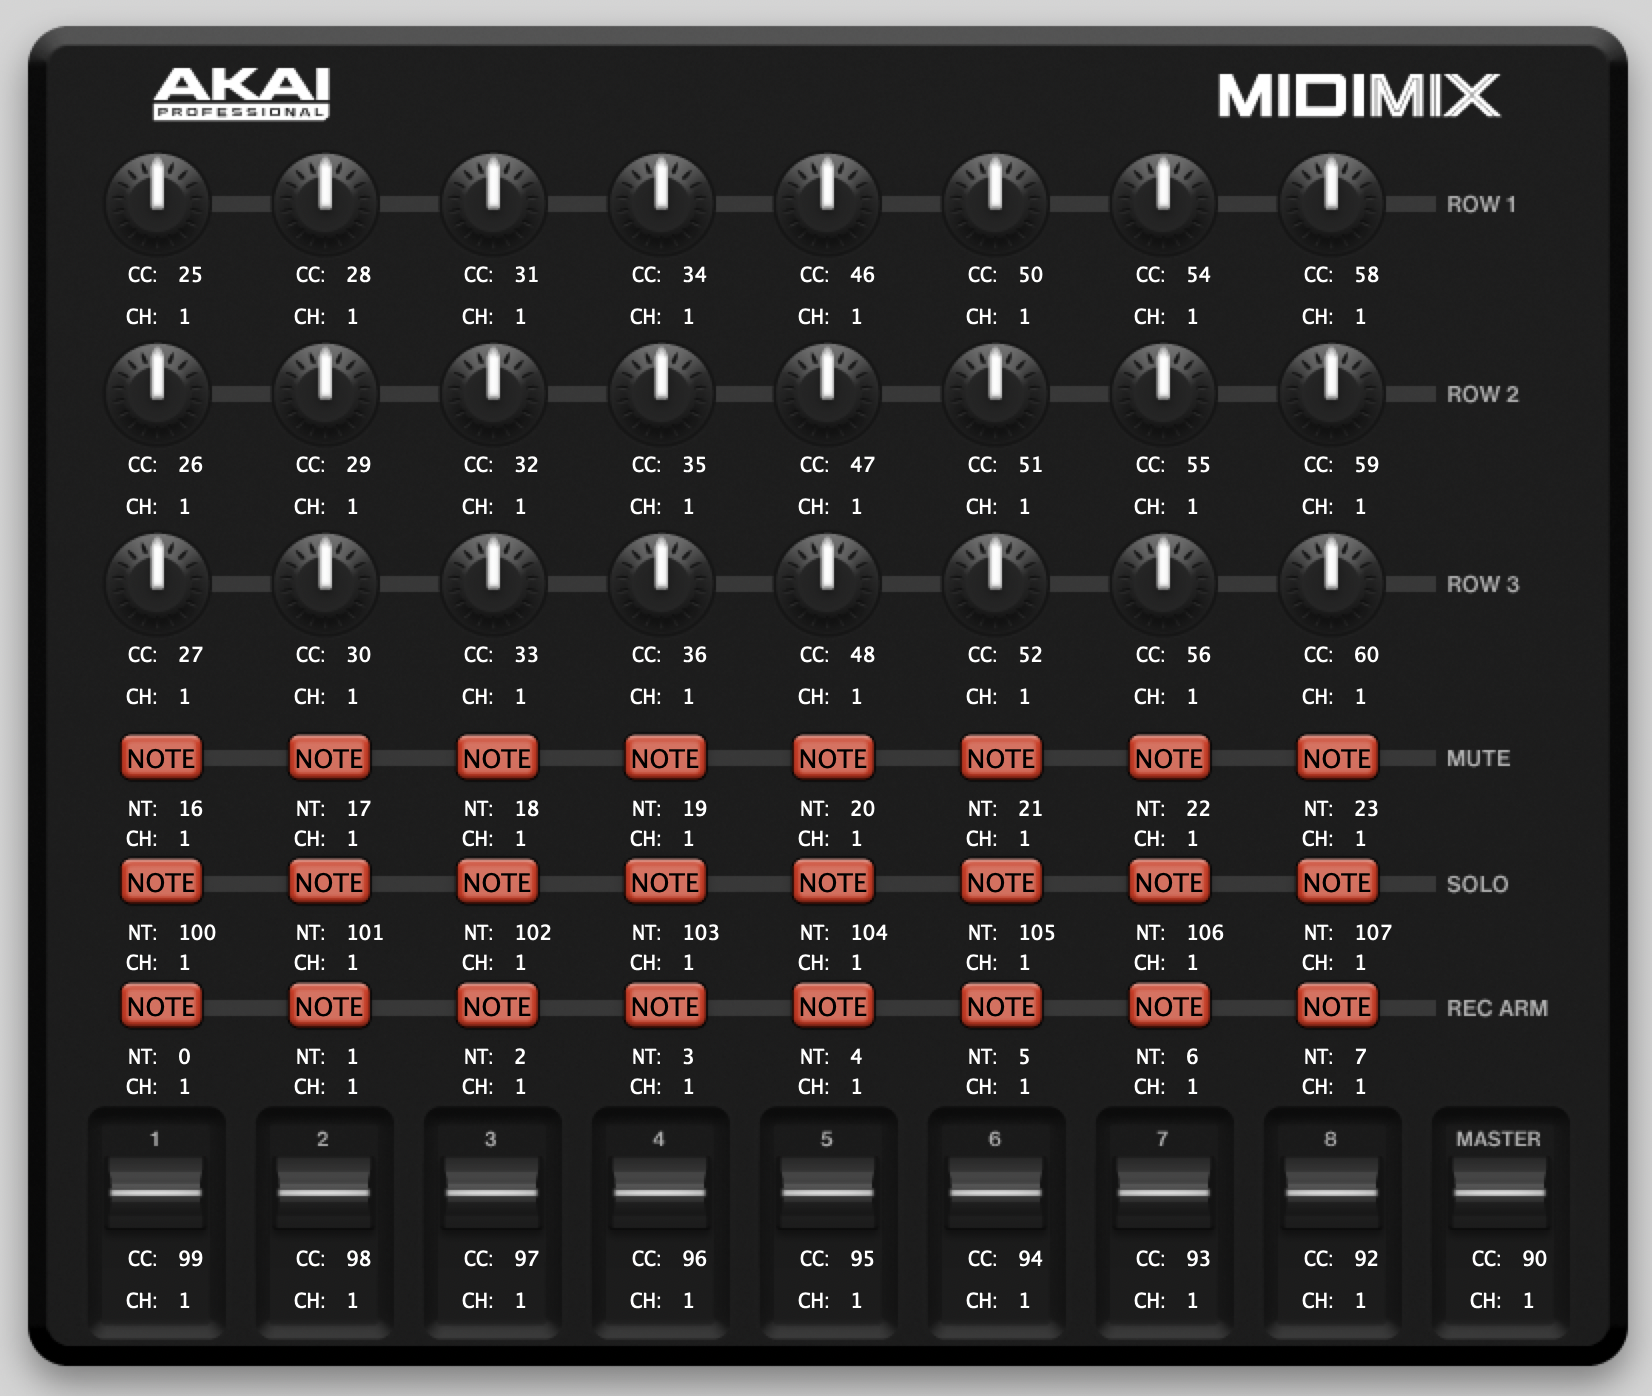 AKAI
PROFESSIONAL
MIDIMIX
ROW 1
CC: 25 CC: 28 CC: 31 CC: 34 CC: 46 CC: 50 CC: 54 CC: 58
CH: 1 CH: 1 CH: 1 CH: 1 CH: 1 CH: 1 CH: 1 CH: 1
ROW 2
CC: 26 CC: 29 CC: 32 CC: 35 CC: 47 CC: 51 CC: 55 CC: 59
CH: 1 CH: 1 CH: 1 CH: 1 CH: 1 CH: 1 CH: 1 CH: 1
ROW 3
CC: 27 CC: 30 CC: 33 CC: 36 CC: 48 CC: 52 CC: 56 CC: 60
CH: 1 CH: 1 CH: 1 CH: 1 CH: 1 CH: 1 CH: 1 CH: 1
NOTE NOTE NOTE NOTE NOTE NOTE NOTE NOTE MUTE
NT: 16 NT: 17 NT: 18 NT: 19 NT: 20 NT: 21 NT: 22 NT: 23
CH: 1 CH: 1 CH: 1 CH: 1 CH: 1 CH: 1 CH: 1 CH: 1
NOTE NOTE NOTE NOTE NOTE NOTE NOTE NOTE SOLO
NT: 100 NT: 101 NT: 102 NT: 103 NT: 104 NT: 105 NT: 106 NT: 107
CH: 1 CH: 1 CH: 1 CH: 1 CH: 1 CH: 1 CH: 1 CH: 1
NOTE NOTE NOTE NOTE NOTE NOTE NOTE NOTE REC ARM
NT: 0 NT: 1 NT: 2 NT: 3 NT: 4 NT: 5 NT: 6 NT: 7
CH: 1 CH: 1 CH: 1 CH: 1 CH: 1 CH: 1 CH: 1 CH: 1
1 2 3 4 5 6 7 8 MASTER
CC: 99 CC: 98 CC: 97 CC: 96 CC: 95 CC: 94 CC: 93 CC: 92 CC: 90
CH: 1 CH: 1 CH: 1 CH: 1 CH: 1 CH: 1 CH: 1 CH: 1 CH: 1